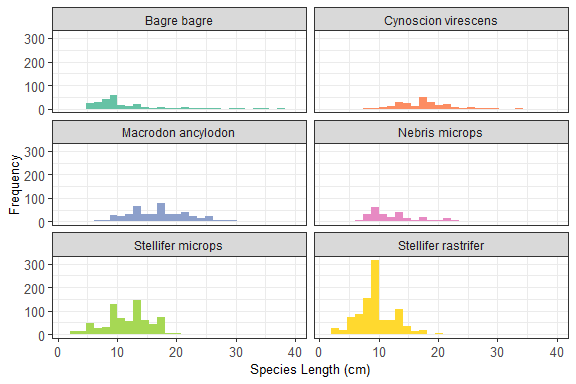 Bagre bagre
Cynoscion virescens
300
200
100
0
Macrodon ancylodon
Nebris microps
300
200
100
0
Frequency
Stellifer microps
Stellifer rastrifer
300
200
100
0
0 10 20 30 40 0 10 20 30 40
Species Length (cm)